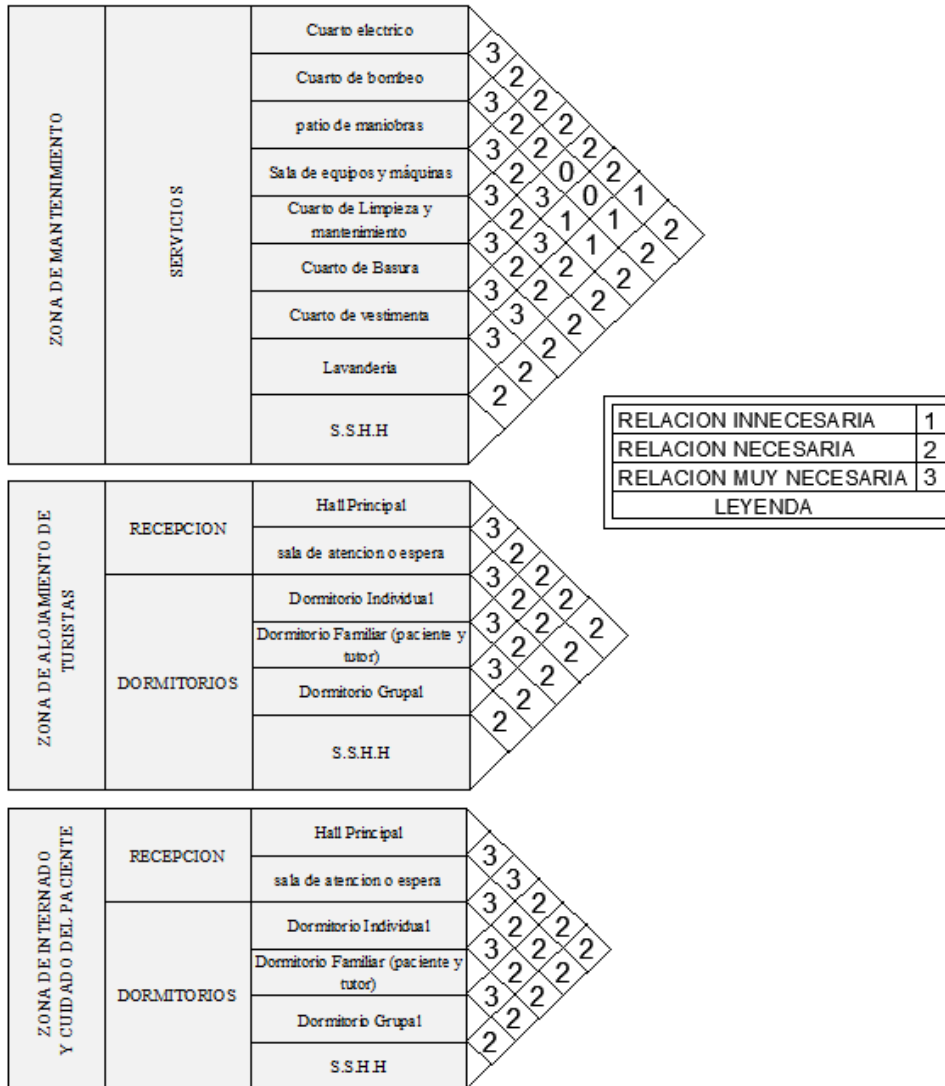 ZONA DE MANTENIMIENTO
SERVICIOS
Cuarto electrico
Cuarto de bombeo
patio de maniobras
Sala de equipos y máquinas
Cuarto de Limpieza y
mantenimiento
Cuarto de Basura
Cuarto de vestimenta
Lavanderia
S.S.H.H
3
2
3 2
2 2
3 2 2
2 0 2
3 3 0 1
2 1 1 2
3 3 1 2
2 2 2
3 2 2
3 2
3 2
2
2
RELACION INNECESARIA 1
RELACION NECESARIA 2
RELACION MUY NECESARIA 3
LEYENDA
ZONA DE ALOJAMIENTO DE
TURISTAS
RECEPCION
DORMITORIOS
Hall Principal
sala de atencion o espera
Dormitorio Individual
Dormitorio Familiar (paciente y
tutor)
Dormitorio Grupal
S.S.H.H
3
2
3 2
2 2
3 2 2
2 2
3 2
2
2
ZONA DE INTERNADO
Y CUIDADO DEL PACIENTE
RECEPCION
DORMITORIOS
Hall Principal
sala de atencion o espera
Dormitorio Individual
Dormitorio Familiar (paciente y
tutor)
Dormitorio Grupal
S.S.H.H
3
3
3 2
2 2
3 2 2
2 2
3 2
2
2